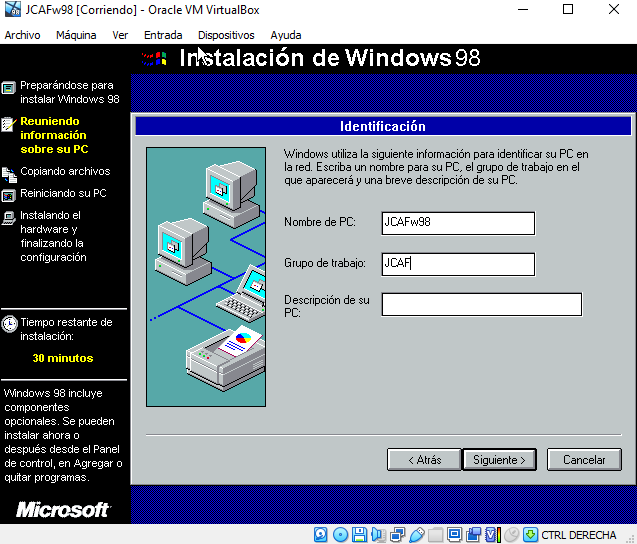 JCAFw98 [Corriendo] - Oracle VM VirtualBox
Archivo Máquina Ver Entrada Dispositivos Ayuda
Instalación de Windows 98
Preparándose para
instalar Windows 98
Reuniendo
información
sobre su PC
Copiando archivos
Reiniciando su PC
Instalando el
hardware y
finalizando la
configuración
Tiempo restante de
instalación:
30 minutos
Windows 98 incluye
componentes
opcionales. Se pueden
instalar ahora o
después desde el Panel
de control, en Agregar o
quitar programas.
Microsoft
Identificación
Windows utiliza la siguiente información para identificar su PC en
la red. Escriba un nombre para su PC, el grupo de trabajo en el
que aparecerá y una breve descripción de su PC.
Nombre de PC: JCAFw98
Grupo de trabajo: JCAF
Descripción de su
PC:
< Atrás Siguiente > Cancelar
CTRL DERECHA